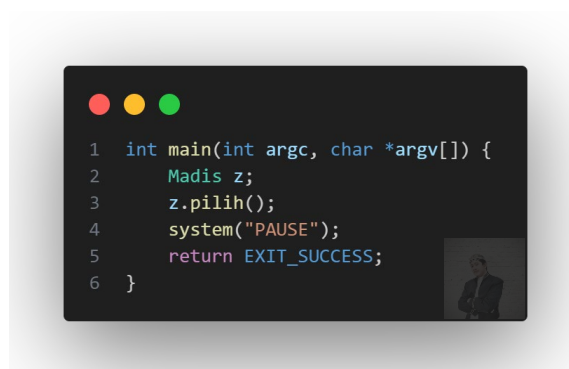 1 int main(int argc, char *argv[]) {
2     Madis z;
3     z.pilih();
4     system("PAUSE");
5     return EXIT_SUCCESS;
6 }